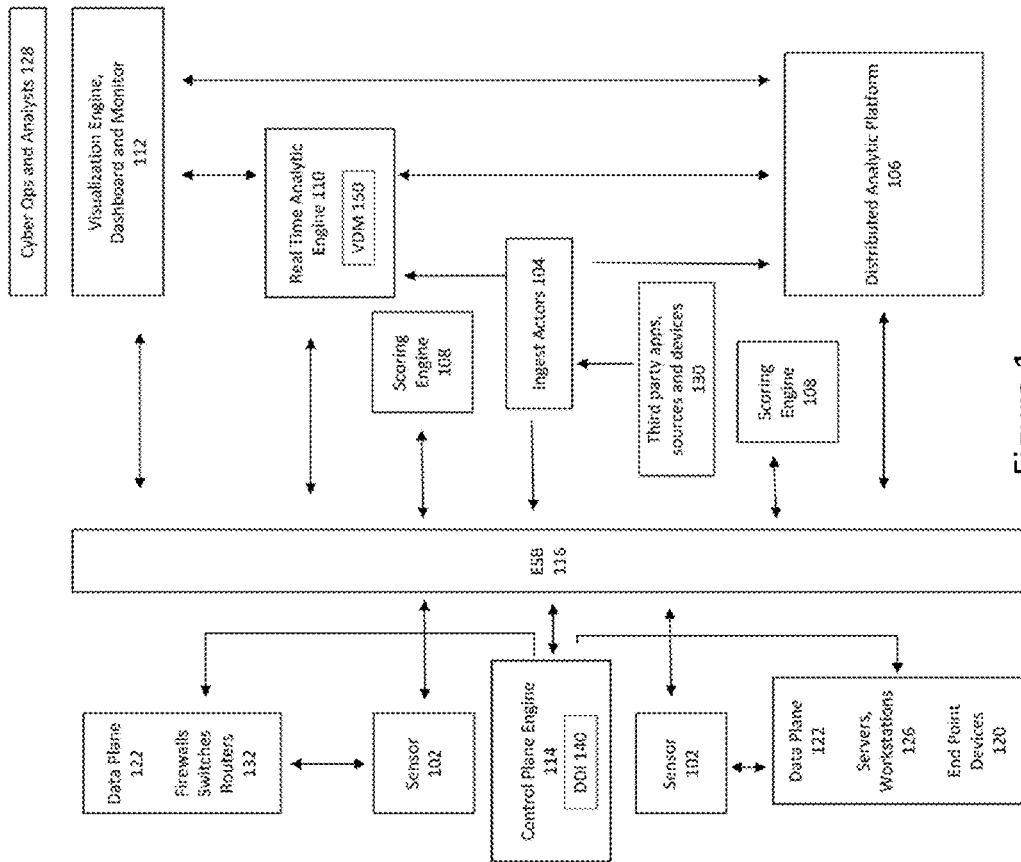 Cyber Ops and Analysts 128
Visualization Engine,
Dashboard and Monitor
112
Real Time Analytic
Engine 110
VDM 150
Scoring
Engine
108
Ingest Actors 104
Third party apps,
sources and devices
130
Scoring
Engine
108
Distributed Analytic Platform
106
ESB
116
Data Plane
122
Firewalls
Switches
Routers
132
Sensor
102
Control Plane Engine
114
DDI 140
Sensor
102
Data Plane
122
Servers,
Workstations
126
End Point
Devices
120
Figure 1